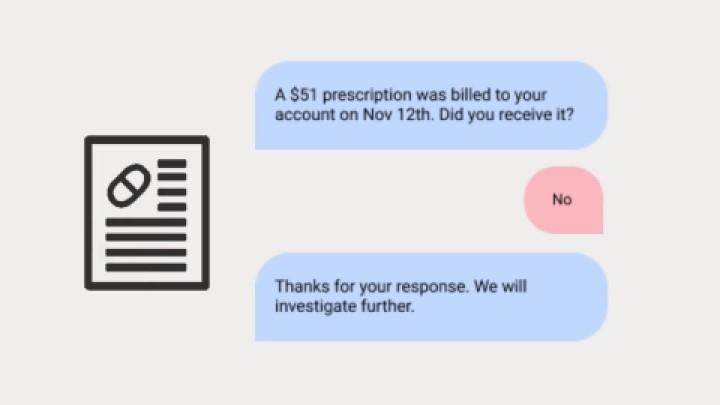 A $51 prescription was billed to your
account on Nov 12th. Did you receive it?
No
Thanks for your response. We will
investigate further.